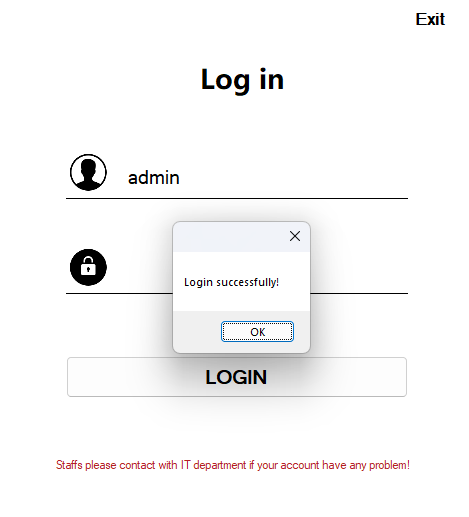 Exit
Log in
admin
Login successfully!
OK
LOGIN
Staffs please contact with IT department if your account have any problem!